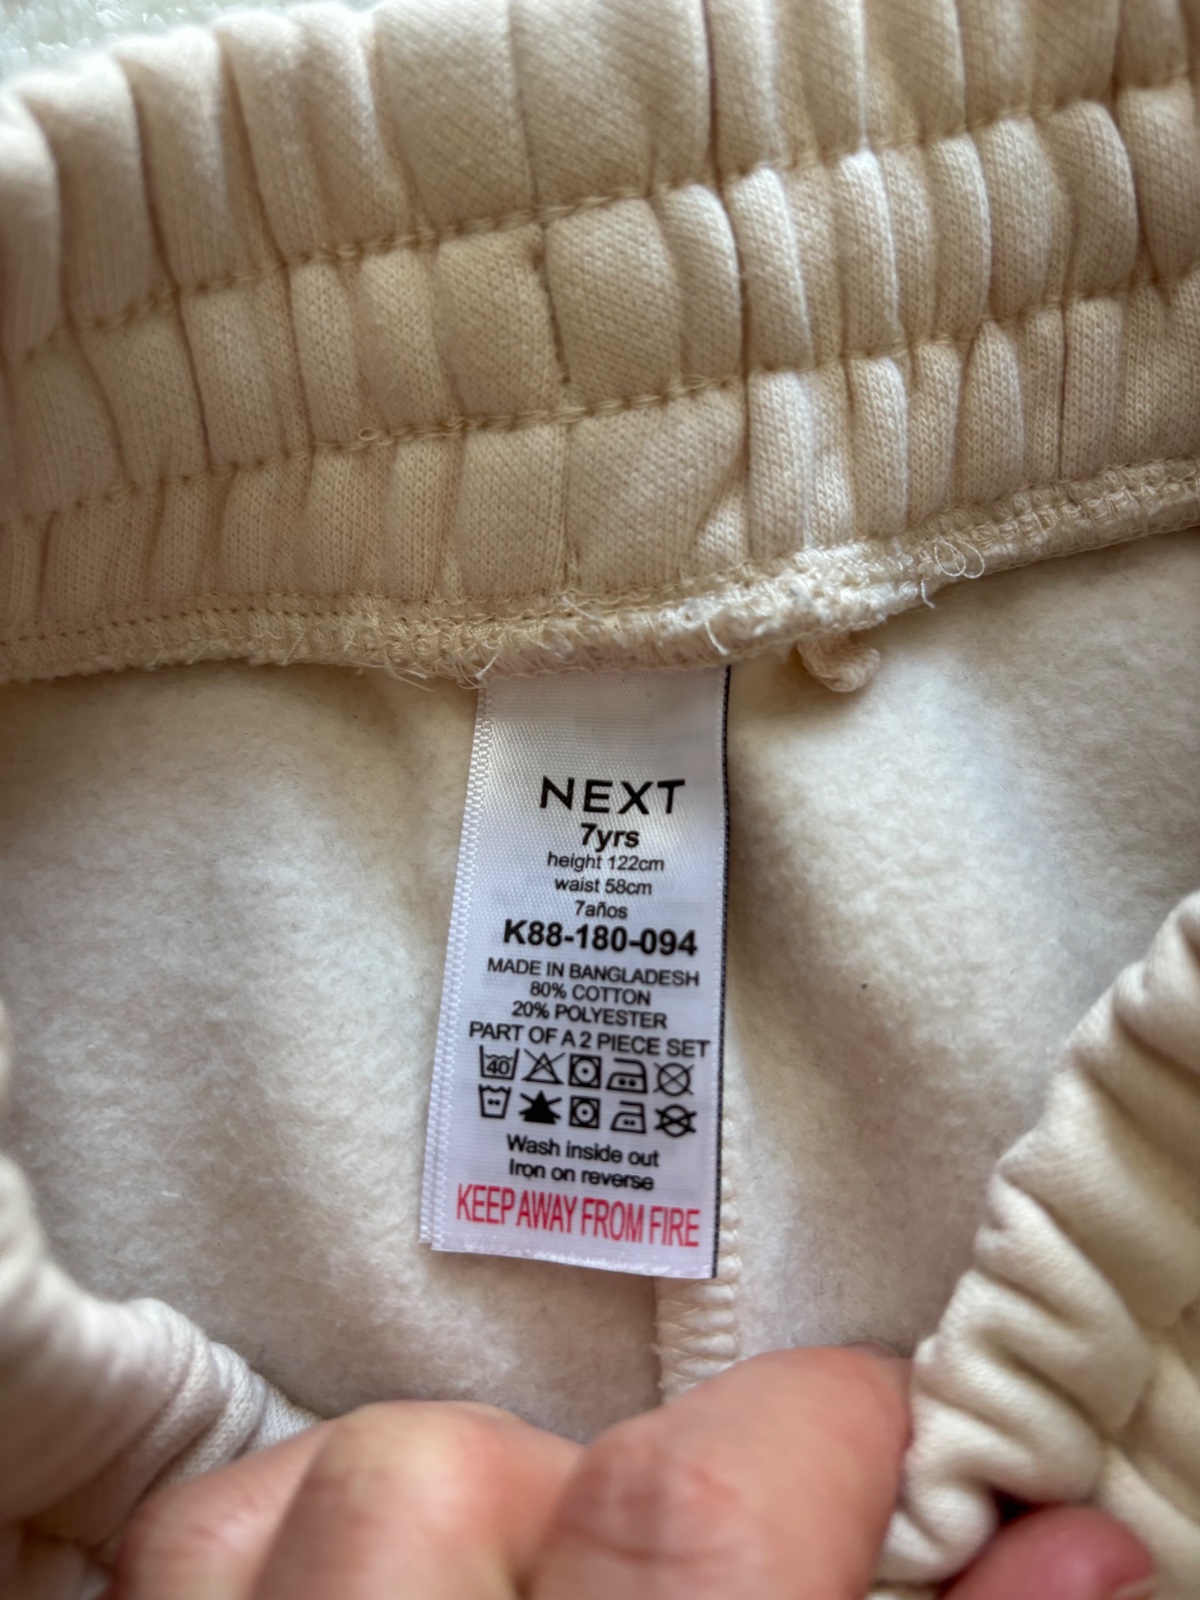 NEXT
7yrs
height 122cm
waist 58cm
7años
K88-180-094
MADE IN BANGLADESH
80% COTTON
20% POLYESTER
PART OF A 2 PIECE SET
40
Wash inside out
Iron on reverse
KEEP AWAY FROM FIRE